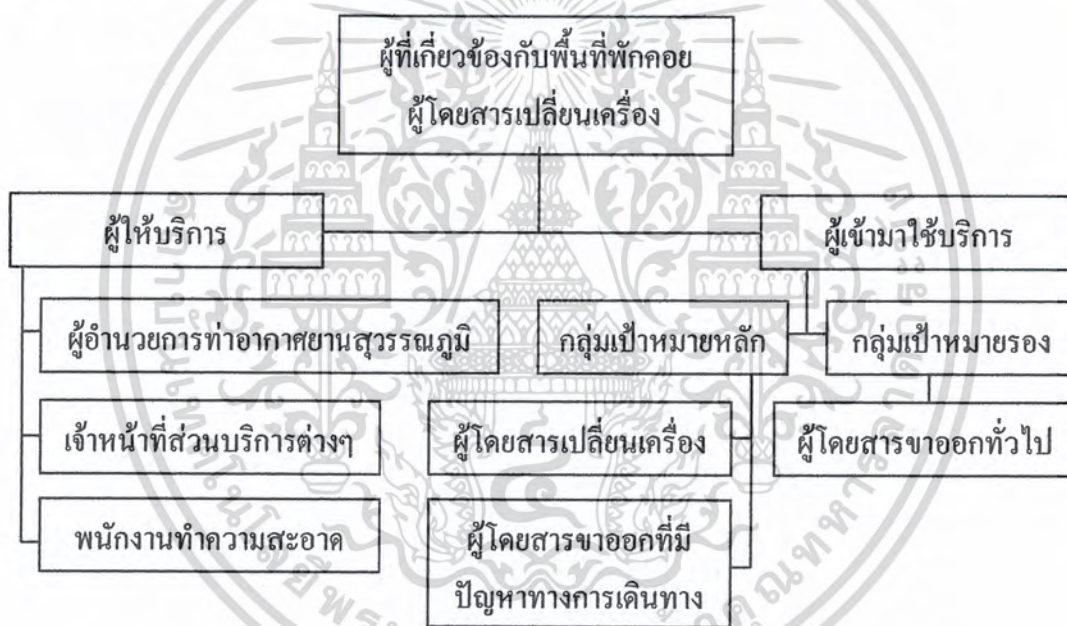 ผู้ที่เกี่ยวข้องกับพื้นที่พักคอย
ผู้โดยสารเปลี่ยนเครื่อง
ผู้ให้บริการ
ผู้เข้ามาใช้บริการ
ผู้อำนวยการท่าอากาศยานสุวรรณภูมิ
กลุ่มเป้าหมายหลัก
กลุ่มเป้าหมายรอง
เจ้าหน้าที่ส่วนบริการต่างๆ
ผู้โดยสารเปลี่ยนเครื่อง
ผู้โดยสารขาออกทั่วไป
พนักงานทำความสะอาด
ผู้โดยสารขาออกที่มี
ปัญหาทางการเดินทาง